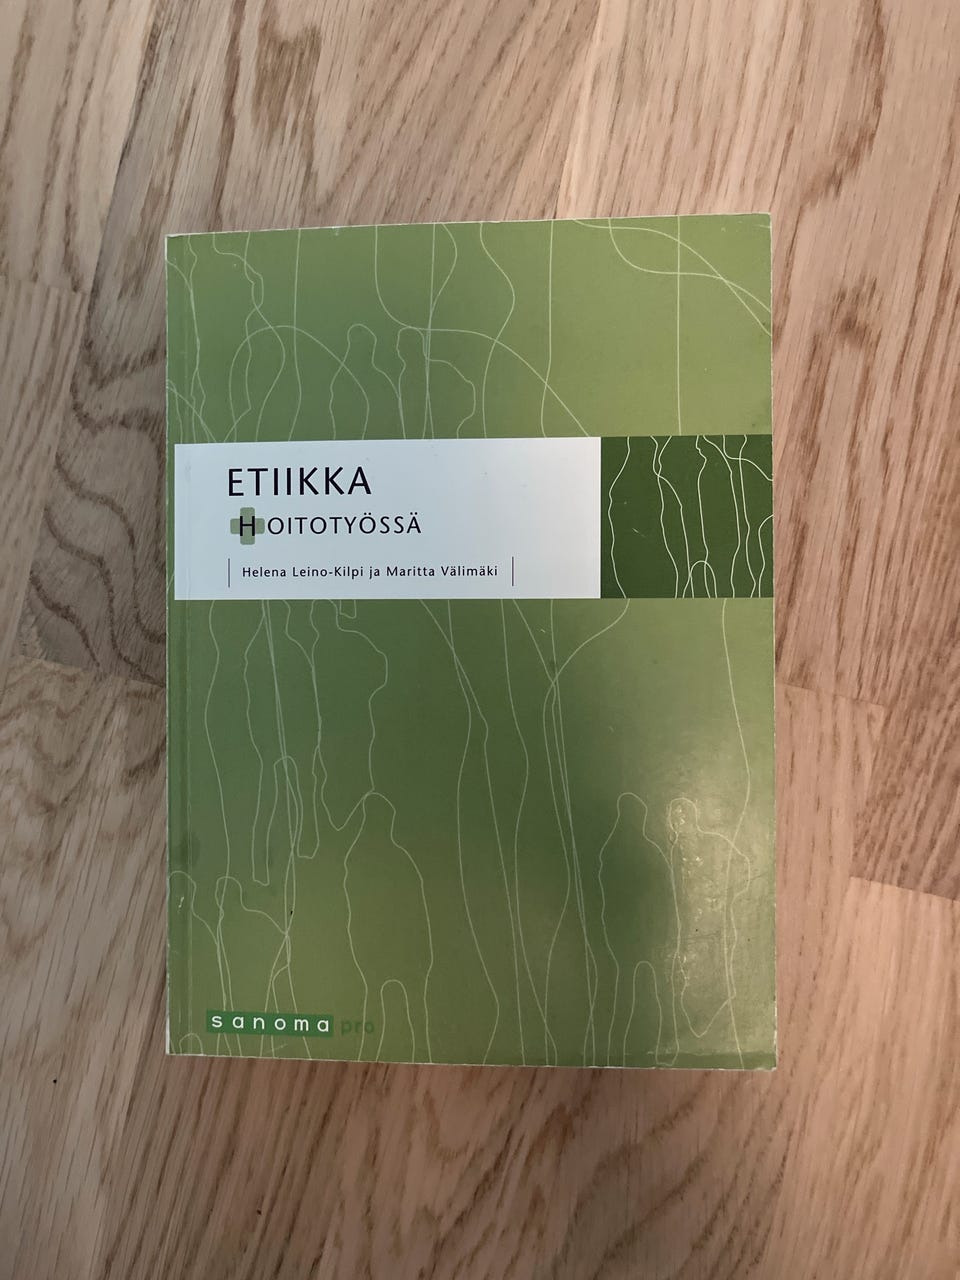 ETIIKKA
HOITOTYÖSSÄ
Helena Leino-Kilpi ja Maritta Välimäki
sanoma pro